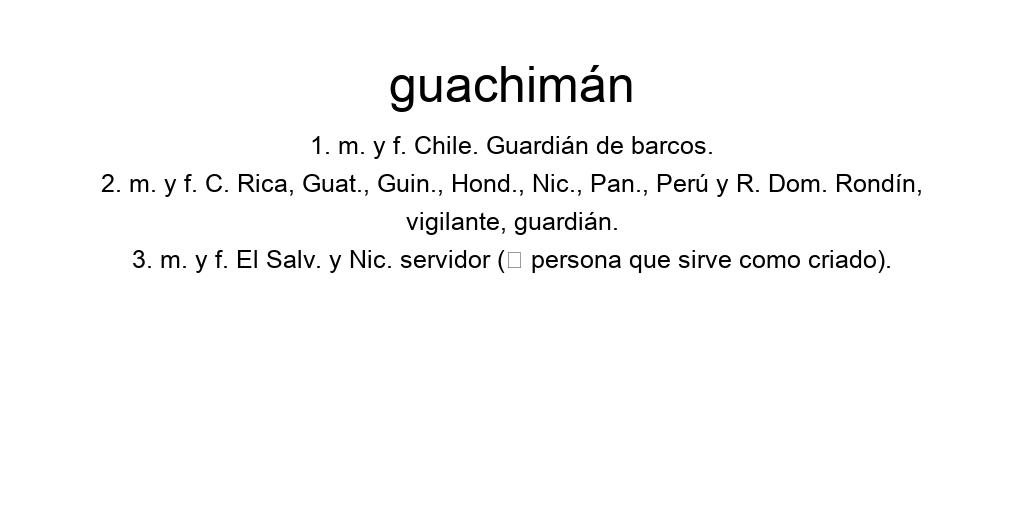 guachimán
1. m. y f. Chile. Guardián de barcos.
2. m. y f. C. Rica, Guat., Guin., Hond., Nic., Pan., Perú y R. Dom. Rondín,
vigilante, guardián.
3. m. y f. El Salv. y Nic. servidor (□ persona que sirve como criado).